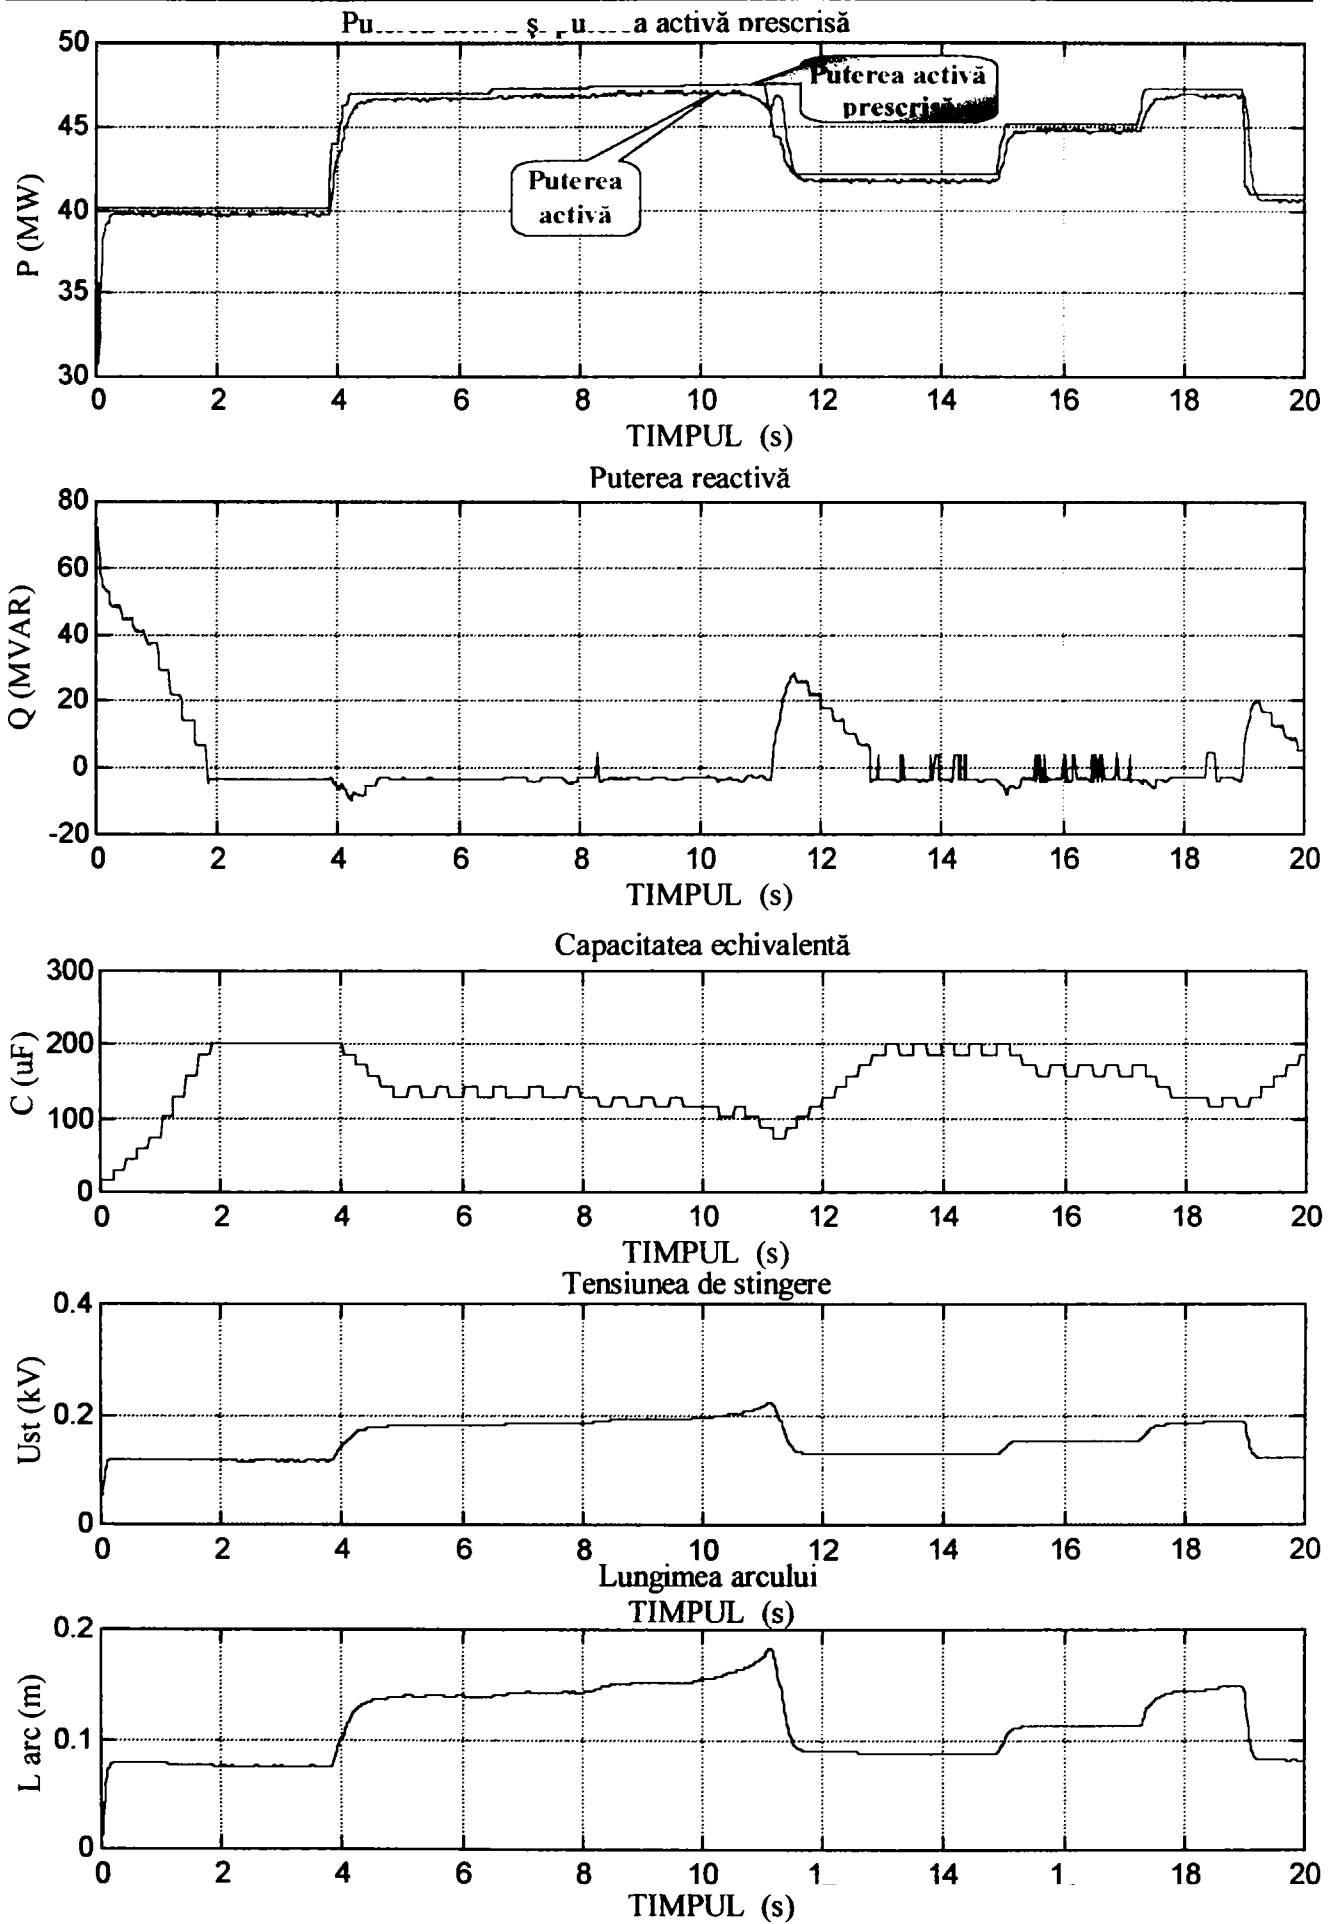 a activă prescrisă
50
45
40
35
30
P (MW)
Puterea activă
prescrisă
Puterea
activă
0 2 4 6 8 10 12 14 16 18 20
TIMPUL (s)
Puterea reactivă
80
60
40
20
0
-20
Q (MVAR)
0 2 4 6 8 10 12 14 16 18 20
TIMPUL (s)
Capacitatea echivalentă
300
200
100
0
C (uF)
0 2 4 6 8 10 12 14 16 18 20
TIMPUL (s)
Tensiunea de stingere
0.4
0.2
0
Ust (kV)
0 2 4 6 8 10 12 14 16 18 20
Lungimea arcului
TIMPUL (s)
0.2
0.1
0
L arc (m)
0 2 4 6 8 10 1 1 18 20
TIMPUL (s)